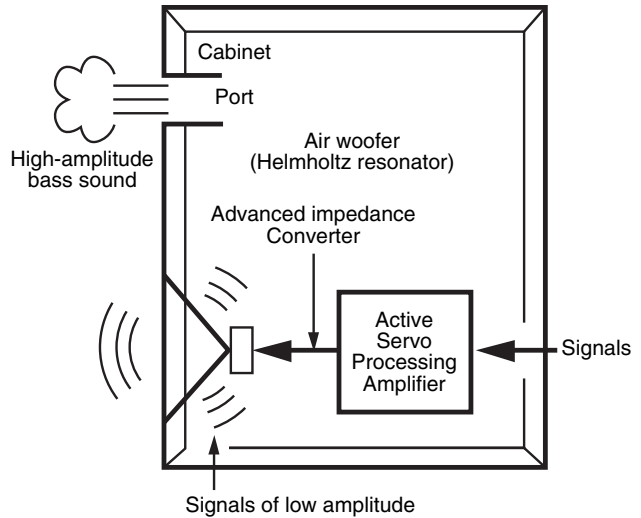 Cabinet
Port
High-amplitude
bass sound
Air woofer
(Helmholtz resonator)
Advanced impedance
Converter
Active
Servo
Processing
Amplifier
Signals
Signals of low amplitude